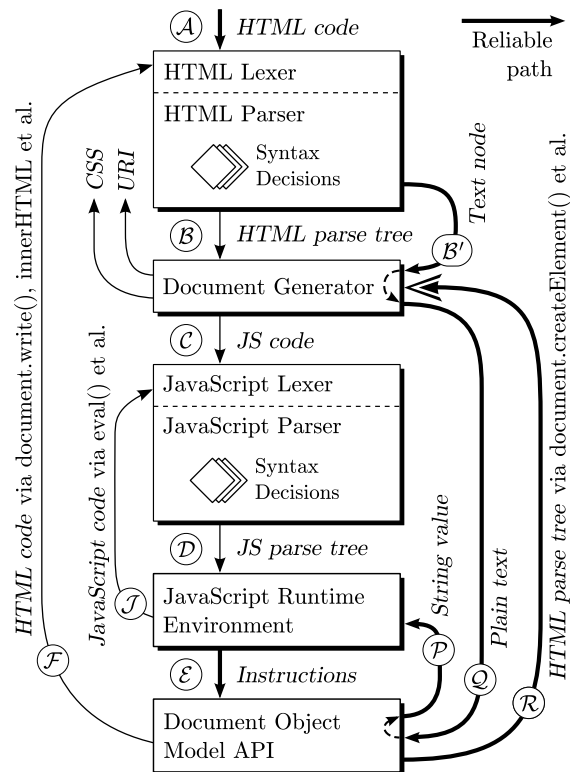 A HTML code
Reliable
path
HTML Lexer
HTML Parser
Syntax
Decisions
CSS
URI
Text node
B HTML parse tree
B′
Document Generator
C JS code
JavaScript Lexer
JavaScript Parser
Syntax
Decisions
D JS parse tree
JavaScript Runtime
Environment
E Instructions
Document Object
Model API
HTML code via document.write(), innerHTML et al.
F
JavaScript code via eval() et al.
J
String value
P
Plain text
Q
HTML parse tree via document.createElement() et al.
R